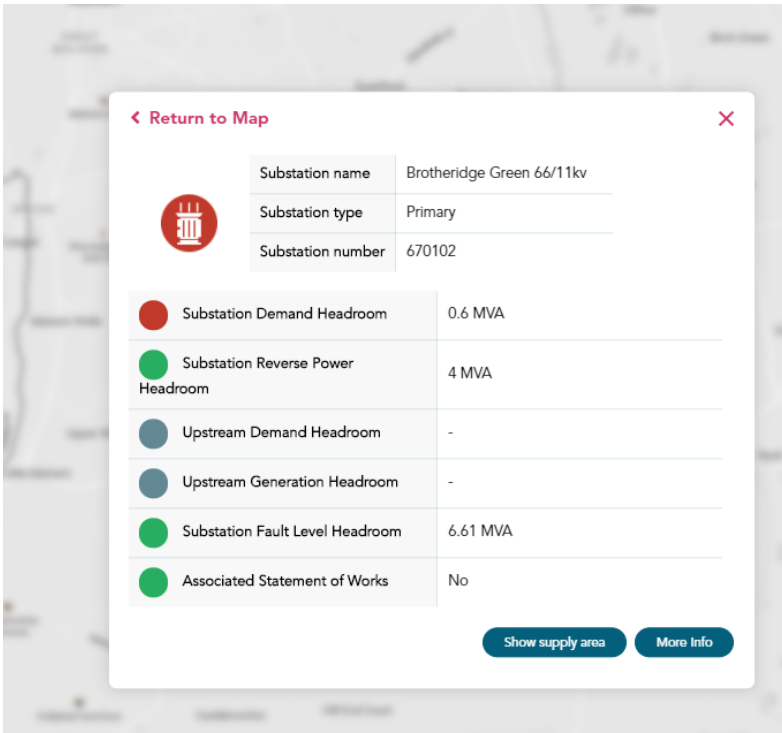 Return to Map
Substation name Brotheridge Green 66/11kv
Substation type Primary
Substation number 670102
Substation Demand Headroom 0.6 MVA
Substation Reverse Power
Headroom 4 MVA
Upstream Demand Headroom -
Upstream Generation Headroom -
Substation Fault Level Headroom 6.61 MVA
Associated Statement of Works No
Show supply area More Info